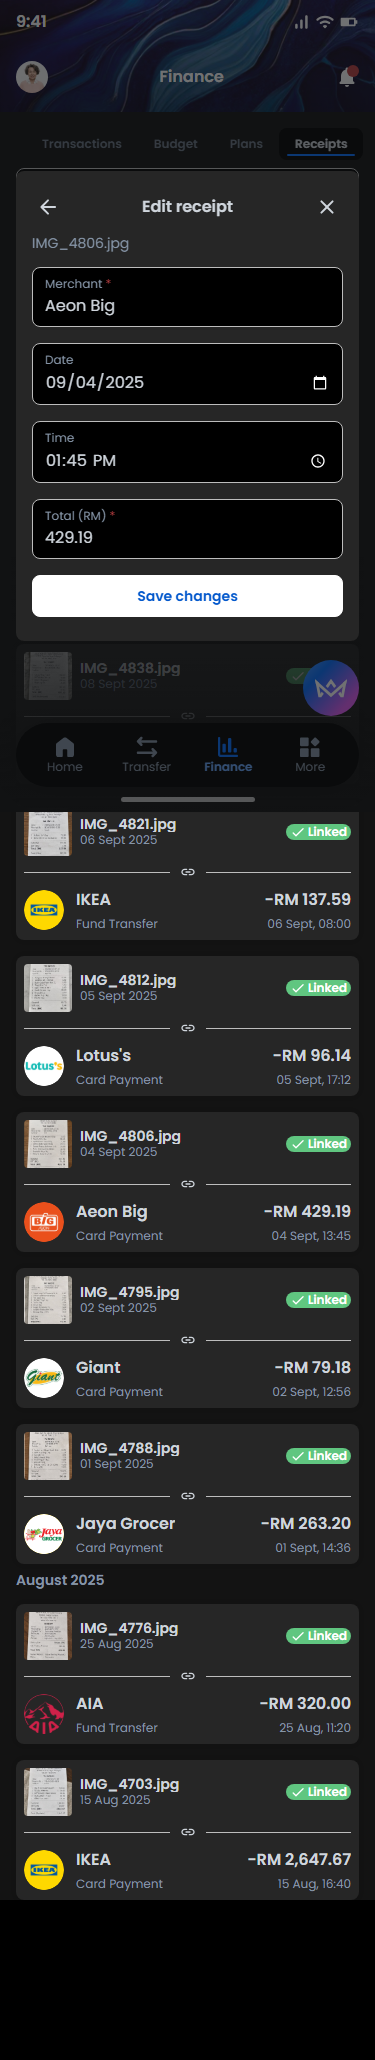 9:41
Finance
Transactions Budget Plans Receipts
Edit receipt
IMG_4806.jpg
Merchant *
Aeon Big
Date
09/04/2025
Time
01:45 PM
Total (RM) *
429.19
Save changes
IMG_4838.jpg
08 Sept 2025
Home Transfer Finance More
IMG_4821.jpg
06 Sept 2025
Linked
IKEA
IKEA -RM 137.59
Fund Transfer 06 Sept, 08:00
IMG_4812.jpg
05 Sept 2025
Linked
Lotus's
Lotus's -RM 96.14
Card Payment 05 Sept, 17:12
IMG_4806.jpg
04 Sept 2025
Linked
BIG
Aeon Big -RM 429.19
Card Payment 04 Sept, 13:45
IMG_4795.jpg
02 Sept 2025
Linked
Giant
Giant -RM 79.18
Card Payment 02 Sept, 12:56
IMG_4788.jpg
01 Sept 2025
Linked
Jaya
GROCER
Jaya Grocer -RM 263.20
Card Payment 01 Sept, 14:36
August 2025
IMG_4776.jpg
25 Aug 2025
Linked
AIA
AIA -RM 320.00
Fund Transfer 25 Aug, 11:20
IMG_4703.jpg
15 Aug 2025
Linked
IKEA
IKEA -RM 2,647.67
Card Payment 15 Aug, 16:40